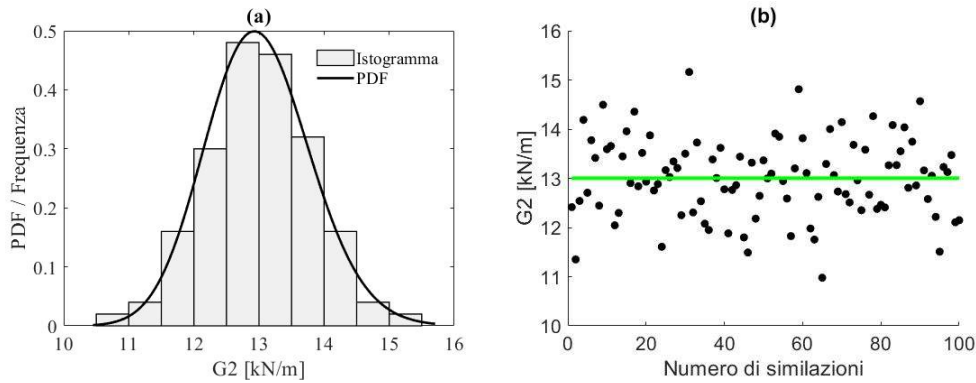 (a)
0.5
0.4
0.3
0.2
0.1
0
PDF / Frequenza
Istogramma
PDF
10 11 12 13 14 15 16
G2 [kN/m]
(b)
16
15
14
13
12
11
10
G2 [kN/m]
0 20 40 60 80 100
Numero di similazioni